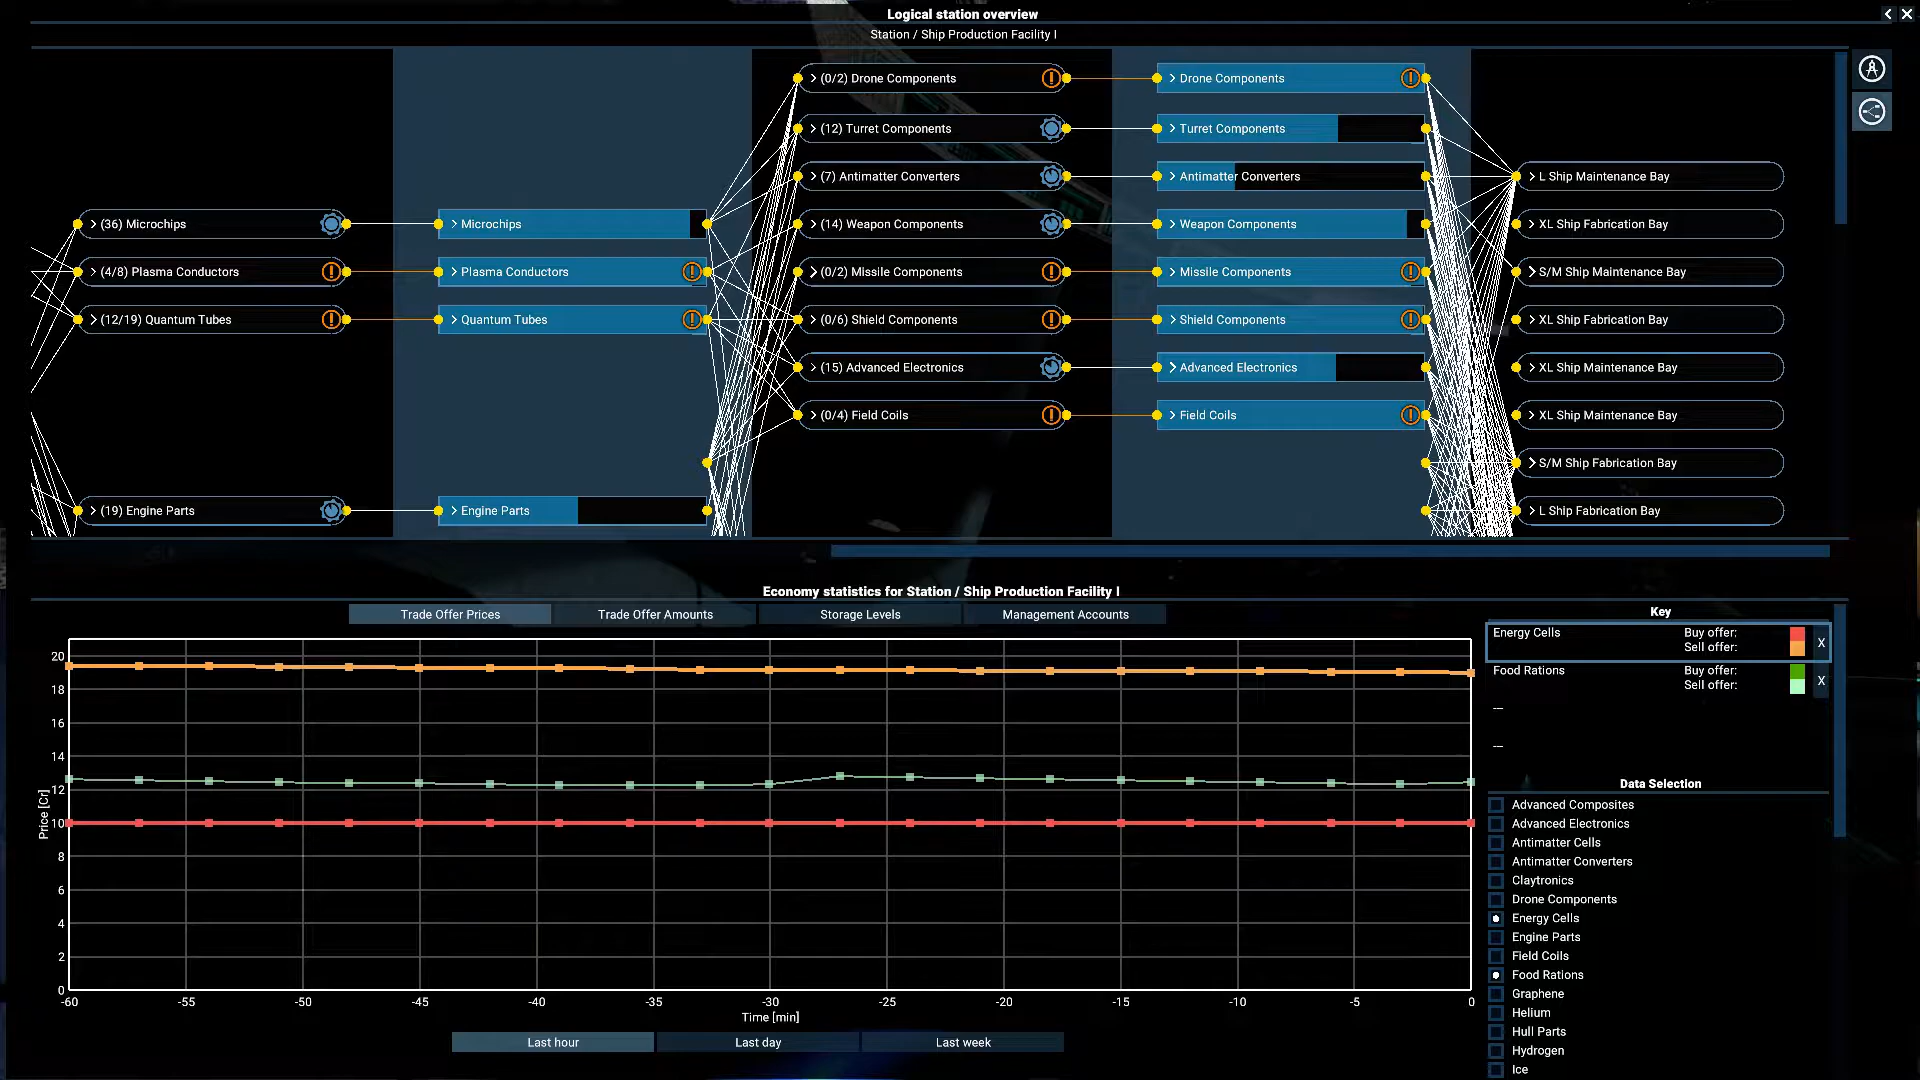 Logical station overview
Station / Ship Production Facility I
(0/2) Drone Components
Drone Components
(12) Turret Components
Turret Components
(7) Antimatter Converters
Antimatter Converters
L Ship Maintenance Bay
(36) Microchips
Microchips
(14) Weapon Components
Weapon Components
XL Ship Fabrication Bay
(4/8) Plasma Conductors
Plasma Conductors
(0/2) Missile Components
Missile Components
S/M Ship Maintenance Bay
(12/19) Quantum Tubes
Quantum Tubes
(0/6) Shield Components
Shield Components
XL Ship Fabrication Bay
(15) Advanced Electronics
Advanced Electronics
XL Ship Maintenance Bay
(0/4) Field Coils
Field Coils
XL Ship Maintenance Bay
S/M Ship Fabrication Bay
(19) Engine Parts
Engine Parts
L Ship Fabrication Bay
Economy statistics for Station / Ship Production Facility I
Trade Offer Prices
Trade Offer Amounts
Storage Levels
Management Accounts
20
18
16
14
12
10
8
6
4
2
0
Price [Cr]
-60
-55
-50
-45
-40
-35
-30
-25
-20
-15
-10
-5
0
Time [min]
Last hour
Last day
Last week
Key
Energy Cells
Buy offer:
Sell offer:
X
Food Rations
Buy offer:
Sell offer:
X
---
---
Data Selection
Advanced Composites
Advanced Electronics
Antimatter Cells
Antimatter Converters
Claytronics
Drone Components
Energy Cells
Engine Parts
Field Coils
Food Rations
Graphene
Helium
Hull Parts
Hydrogen
Ice